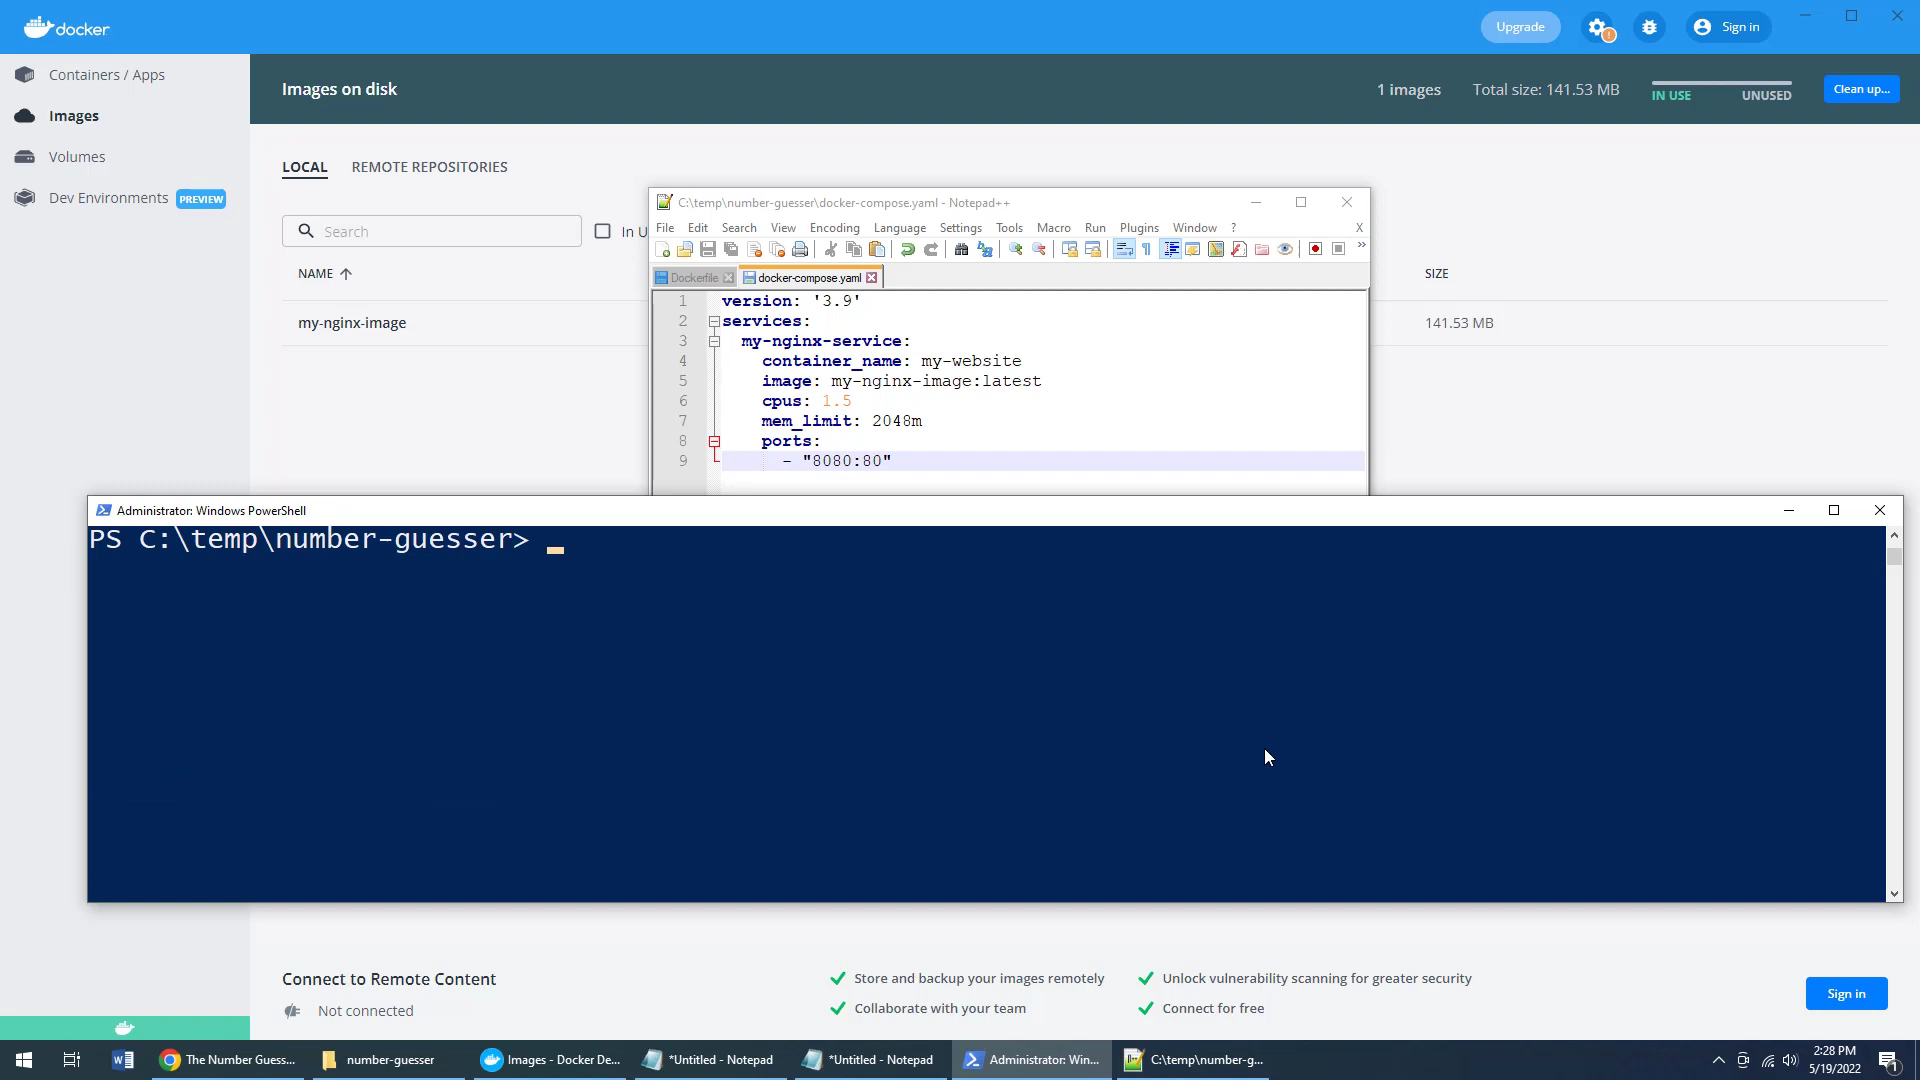 docker
Upgrade
!
Sign in
Containers / Apps
Images
Volumes
Dev Environments PREVIEW
Images on disk
1 images
Total size: 141.53 MB
IN USE
UNUSED
Clean up...
LOCAL
REMOTE REPOSITORIES
Search
In U
NAME
SIZE
my-nginx-image
141.53 MB
C:\temp\number-guesser\docker-compose.yaml - Notepad++
File Edit Search View Encoding Language Settings Tools Macro Run Plugins Window ? X
Dockerfile
docker-compose.yaml
1 version: '3.9'
2 services:
3 my-nginx-service:
4 container_name: my-website
5 image: my-nginx-image:latest
6 cpus: 1.5
7 mem_limit: 2048m
8 ports:
9 - "8080:80"
Administrator: Windows PowerShell
PS C:\temp\number-guesser>
Connect to Remote Content
Not connected
Store and backup your images remotely
Collaborate with your team
Unlock vulnerability scanning for greater security
Connect for free
Sign in
The Number Guess...
number-guesser
Images - Docker De...
*Untitled - Notepad
*Untitled - Notepad
Administrator: Win...
C:\temp\number-g...
2:28 PM
5/19/2022
1